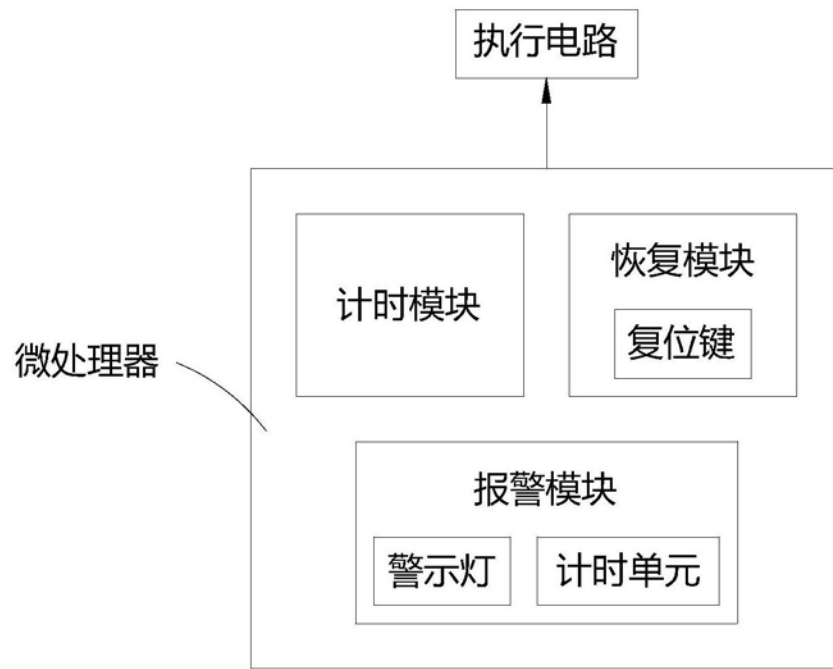 执行电路
计时模块
恢复模块
复位键
微处理器
报警模块
警示灯
计时单元